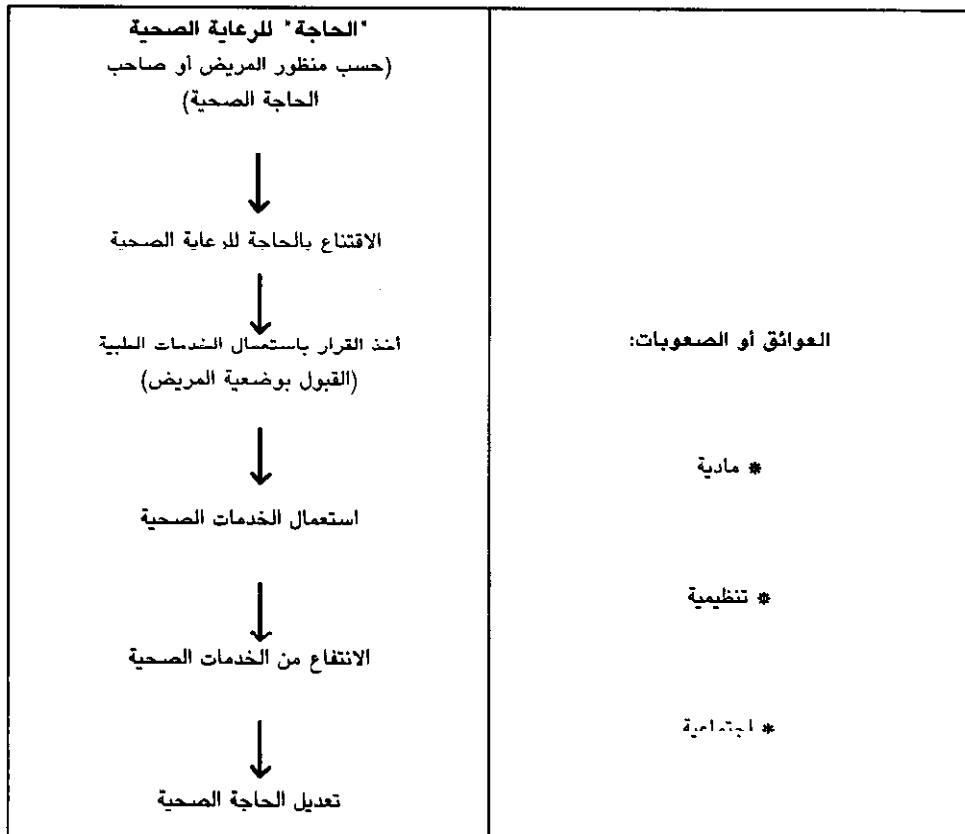 "الحاجة" للرعاية الصحية
(حسب منظور المريض أو صاحب
الحاجة الصحية)
الاقتناع بالحاجة للرعاية الصحية
أخذ القرار باستعمال الخدمات الطبية
(القبول بوضعية المريض)
استعمال الخدمات الصحية
الانتفاع من الخدمات الصحية
تعديل الحاجة الصحية
العوائق أو الصعوبات:
* مادية
* تنظيمية
* اجتماعية